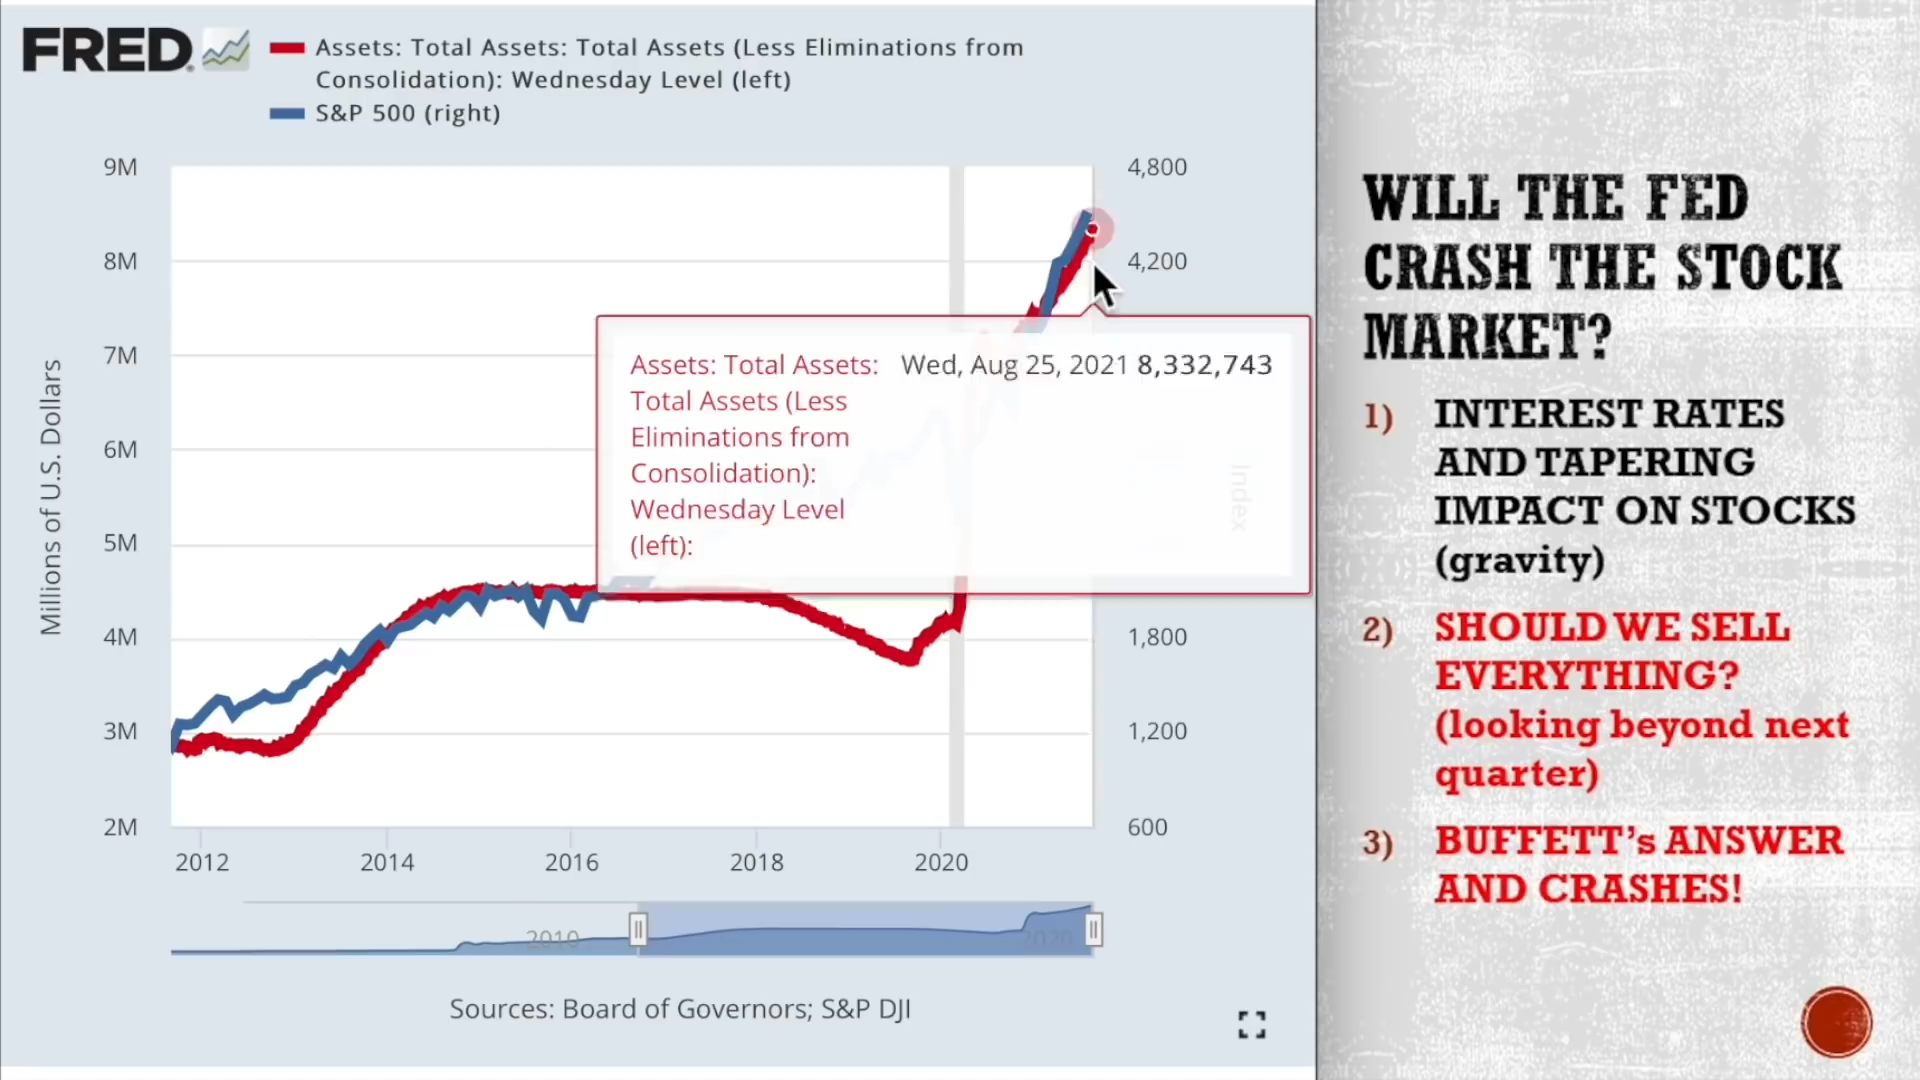 FRED
Assets: Total Assets: Total Assets (Less Eliminations from
Consolidation): Wednesday Level (left)
S&P 500 (right)
9M
8M
7M
6M
5M
4M
3M
2M
Millions of U.S. Dollars
4,800
4,200
1,800
1,200
600
Index
Assets: Total Assets: Wed, Aug 25, 2021 8,332,743
Total Assets (Less
Eliminations from
Consolidation):
Wednesday Level
(left):
2012 2014 2016 2018 2020
2010 2020
Sources: Board of Governors; S&P DJI
WILL THE FED
CRASH THE STOCK
MARKET?
1) INTEREST RATES
AND TAPERING
IMPACT ON STOCKS
(gravity)
2) SHOULD WE SELL
EVERYTHING?
(looking beyond next
quarter)
3) BUFFETT's ANSWER
AND CRASHES!